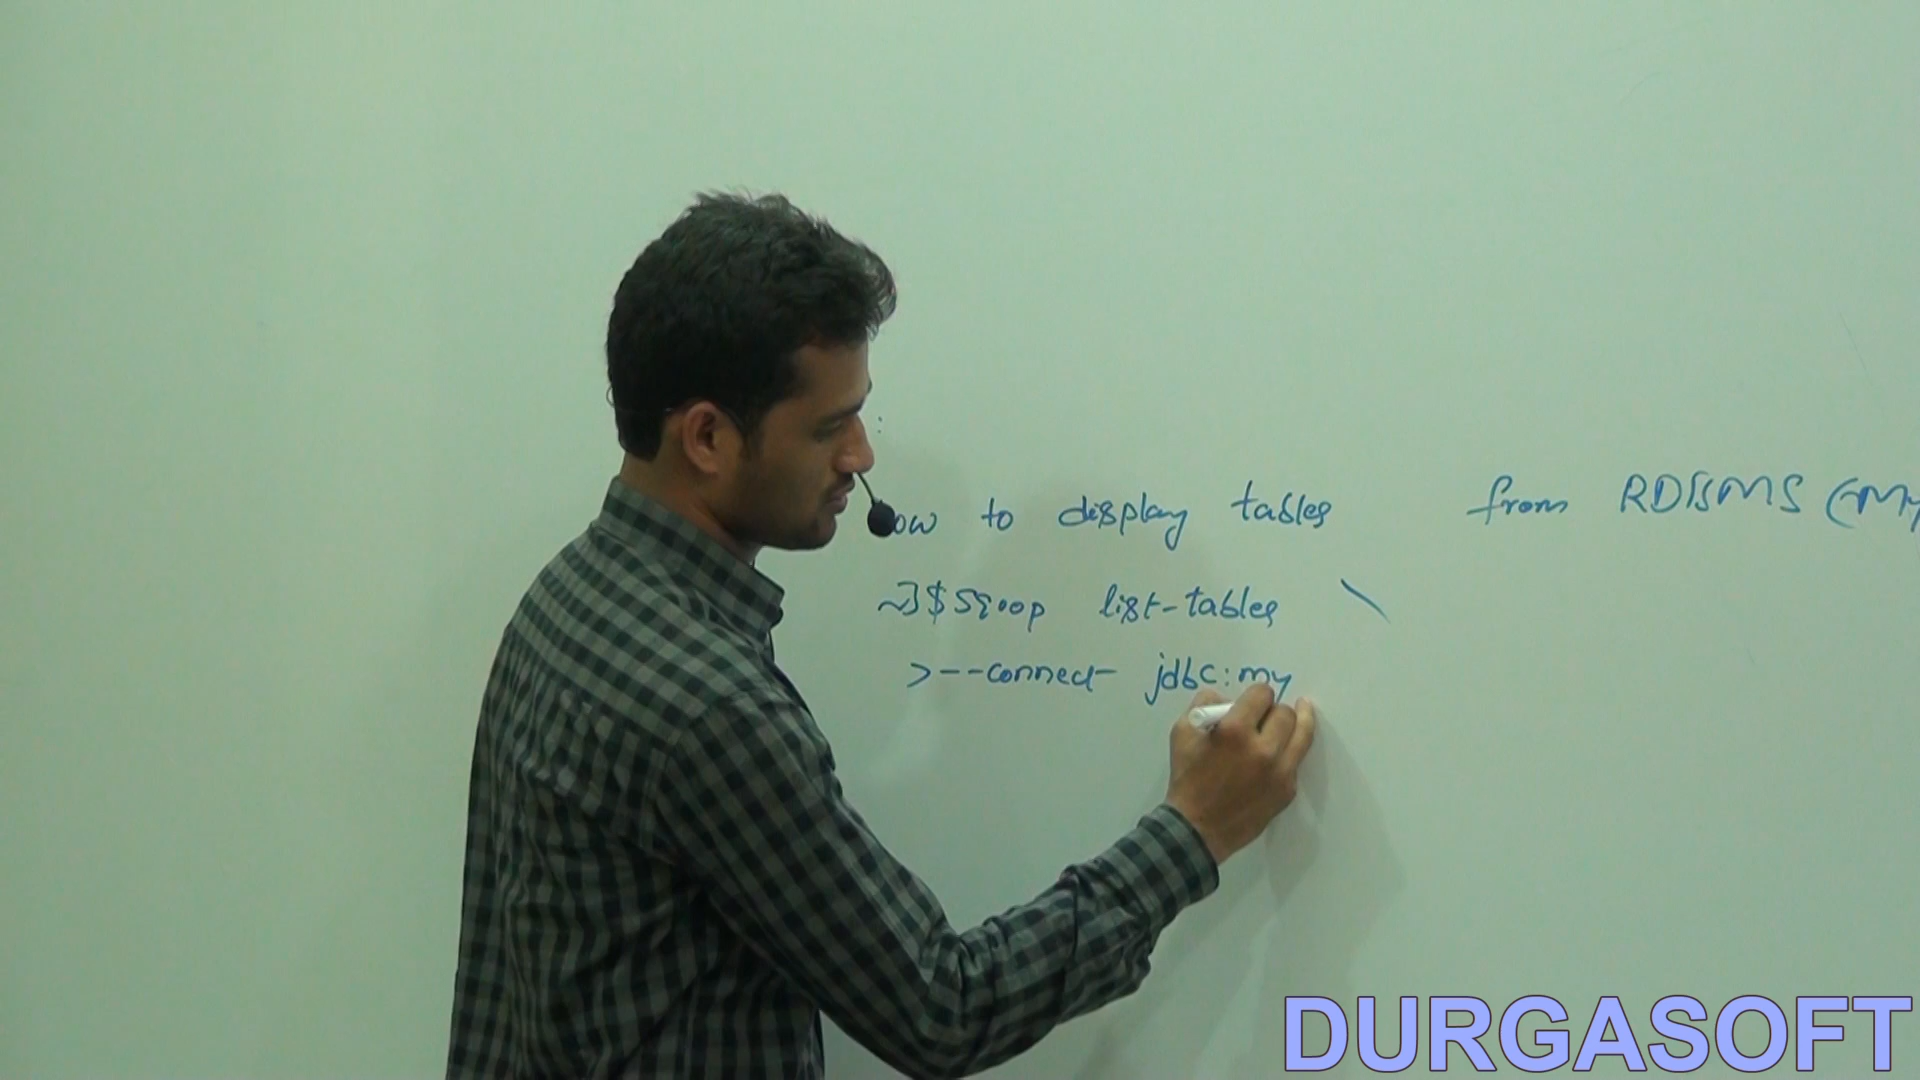 ow to display tables from RDBMS (My
~]$ sqoop list-tables \
>--connect jdbc:my
DURGASOFT